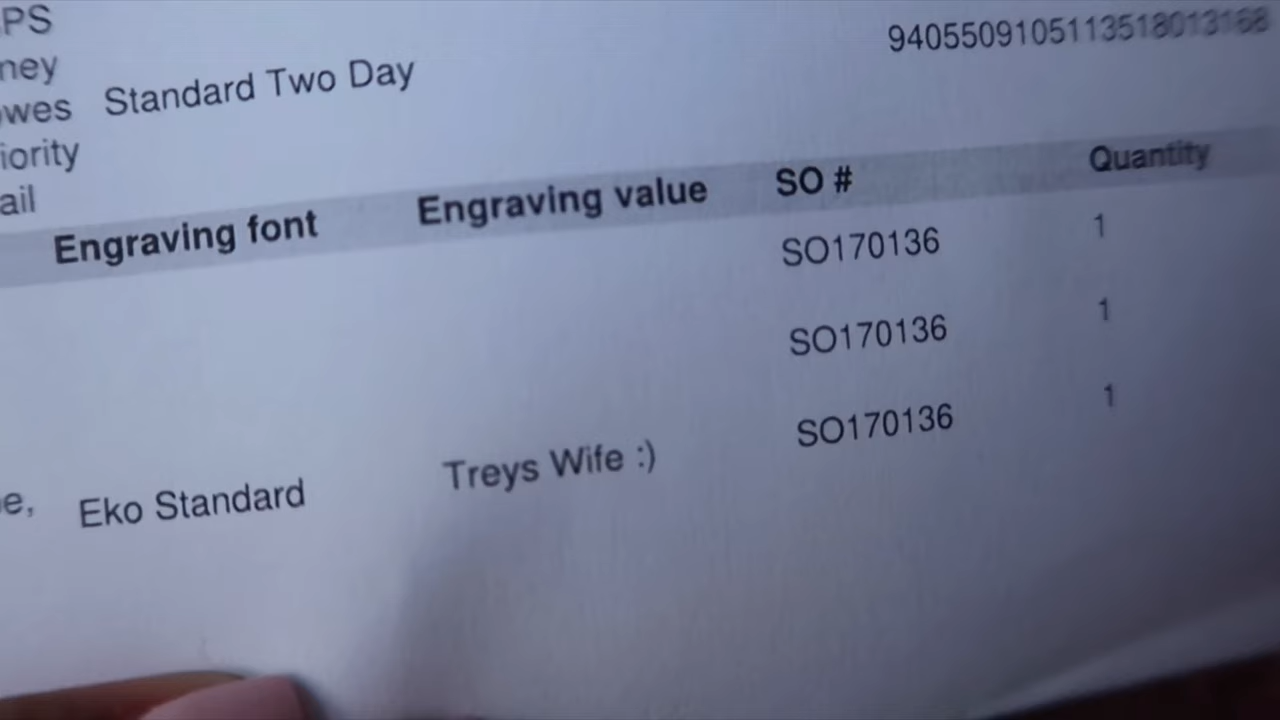 PS
ney
owes Standard Two Day 9405509105113518013168
iority
ail
Engraving font Engraving value SO # Quantity
SO170136 1
SO170136 1
e, Eko Standard Treys Wife :) SO170136 1